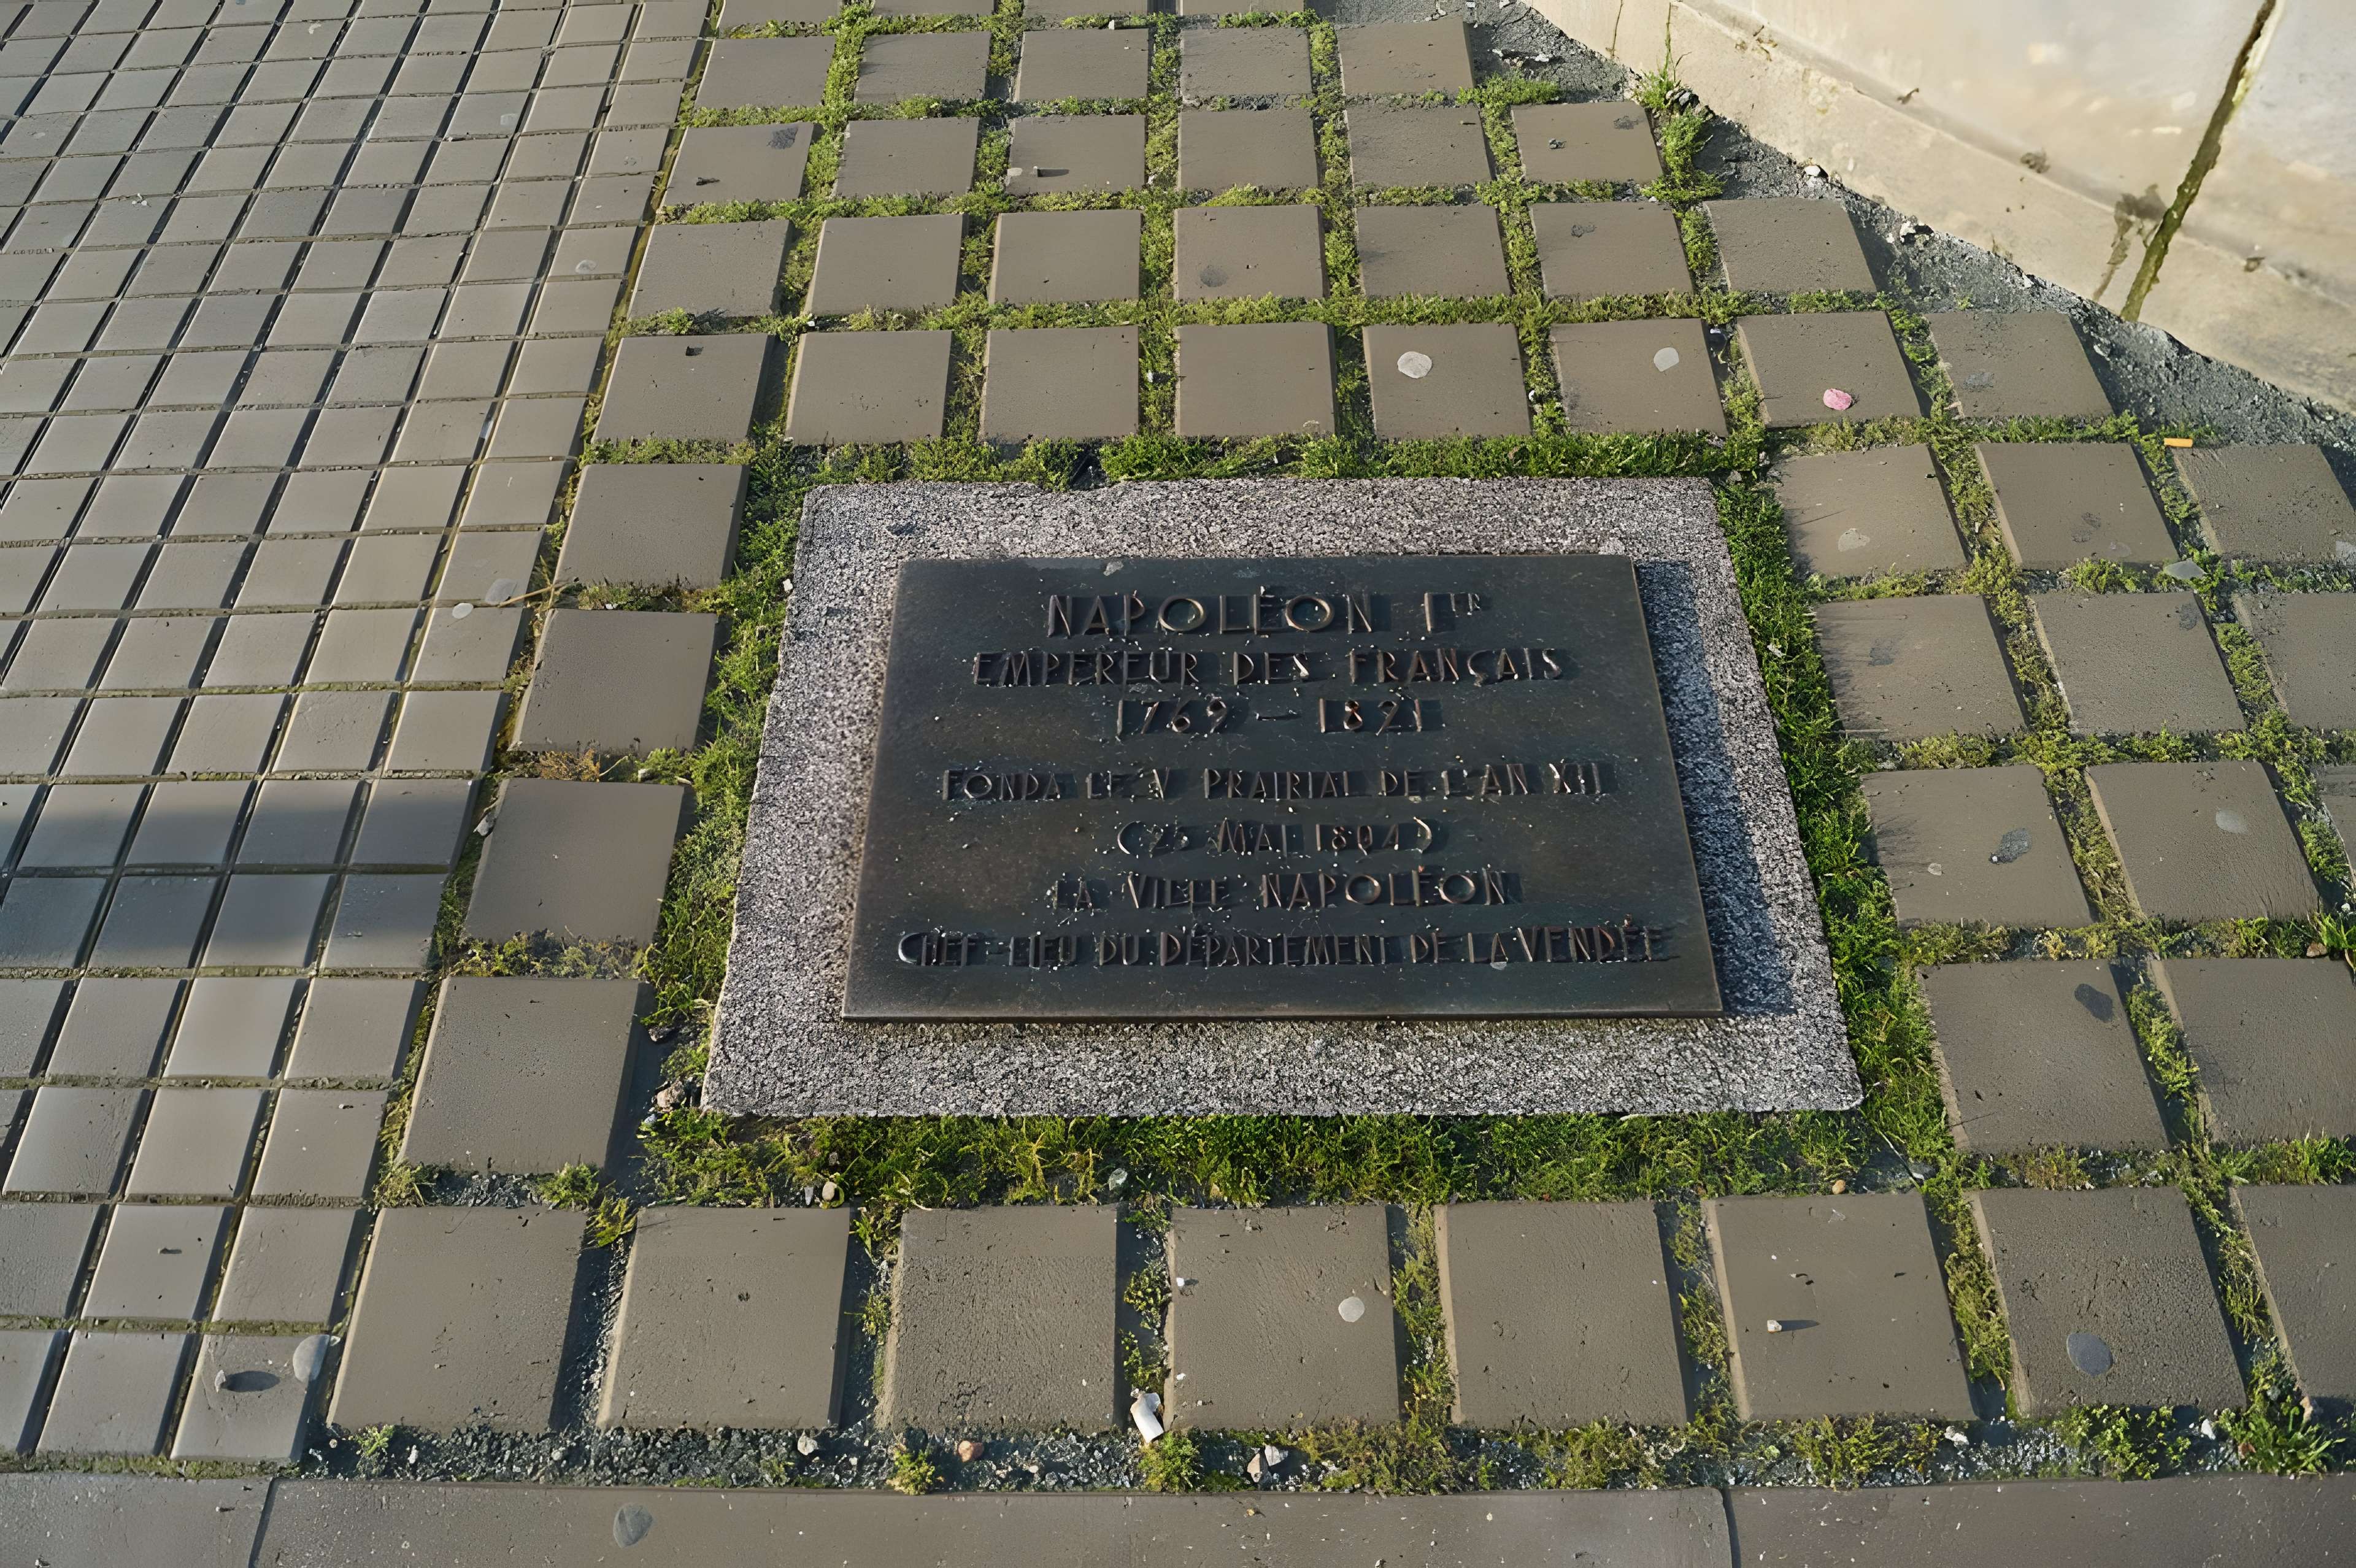 NAPOLÉON IER
EMPEREUR DES FRANÇAIS
1769 – 1821
FONDA LE V PRAIRIAL DE L'AN XII
(25 MAI 1804)
LA VILLE NAPOLÉON
CHEF-LIEU DU DÉPARTEMENT DE LA VENDÉE